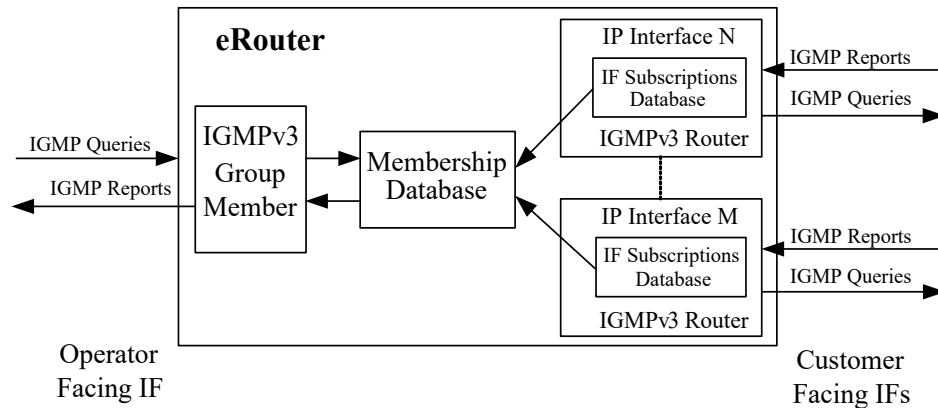 eRouter
IP Interface N
IF Subscriptions
Database
IGMPv3 Router
IGMP Reports
IGMP Queries
IGMP Queries
IGMP Reports
IGMPv3
Group
Member
Membership
Database
IP Interface M
IF Subscriptions
Database
IGMPv3 Router
IGMP Reports
IGMP Queries
Operator
Facing IF
Customer
Facing IFs